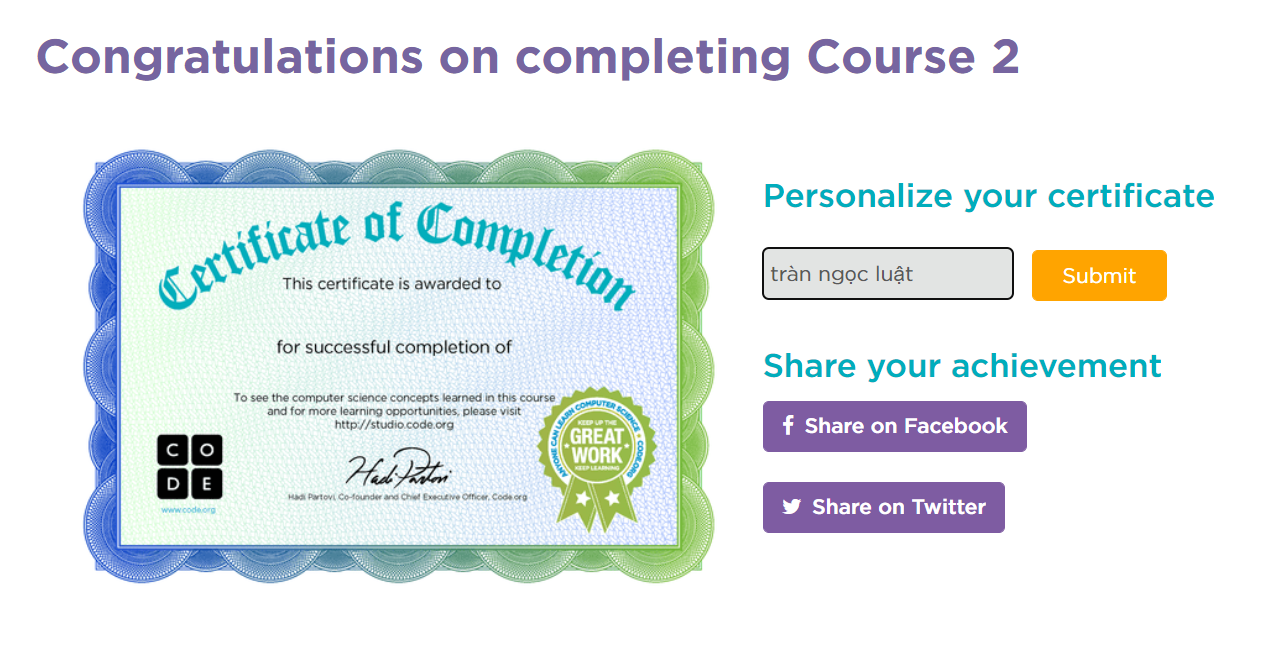 Congratulations on completing Course 2
Certificate of Completion
This certificate is awarded to
for successful completion of
To see the computer science concepts learned in this course
and for more learning opportunities, please visit
http://studio.code.org
CODE
www.code.org
Hadi Partovi
Hadi Partovi, Co-founder and Chief Executive Officer, Code.org
ANYONE CAN LEARN COMPUTER SCIENCE • CODE.ORG
KEEP UP THE
GREAT
WORK
KEEP LEARNING
Personalize your certificate
tràn ngọc luật
Submit
Share your achievement
f Share on Facebook
Share on Twitter